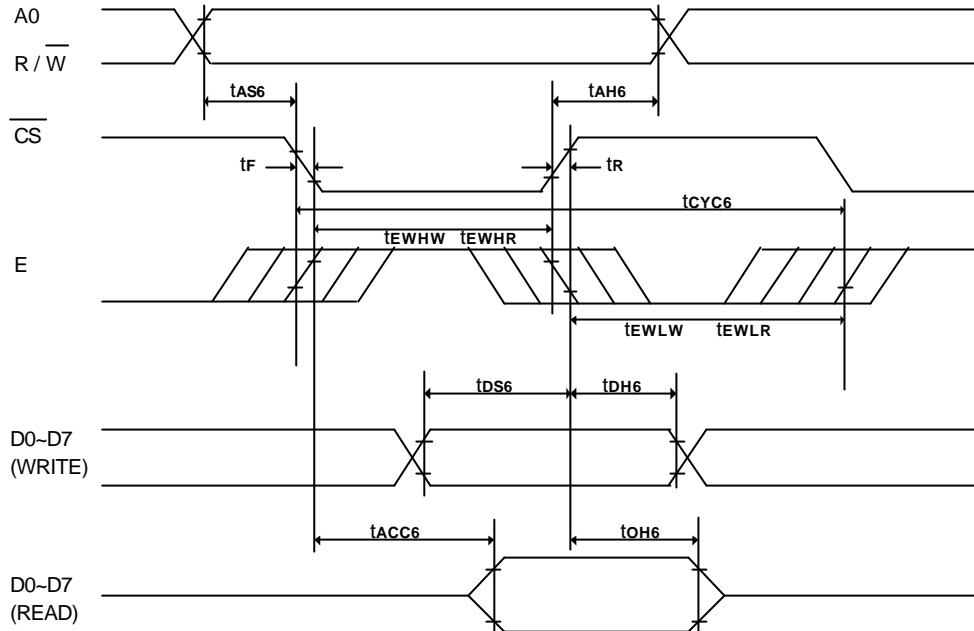 A0
R / W
tAS6 tAH6
CS
tF tR
tCYC6
tEWHW tEWHR
E
tEWLW tEWLR
tDS6 tDH6
D0~D7
(WRITE)
tACC6 tOH6
D0~D7
(READ)